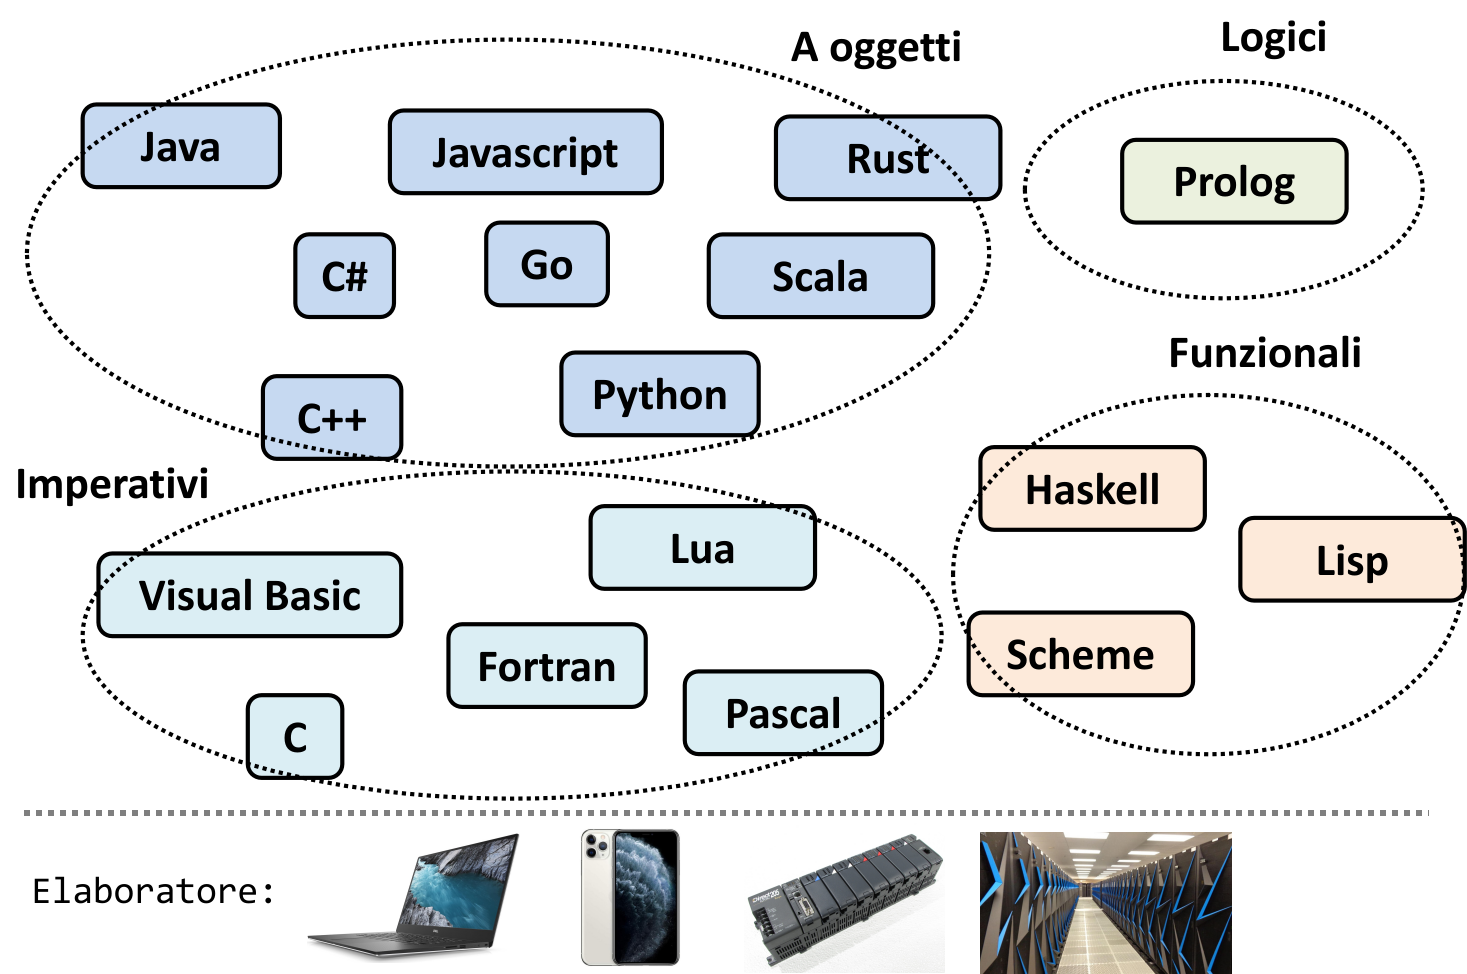 A oggetti
Logici
Java
Javascript
Rust
Prolog
C#
Go
Scala
Funzionali
C++
Python
Imperativi
Haskell
Lua
Lisp
Visual Basic
Fortran
Scheme
Pascal
C
Elaboratore: